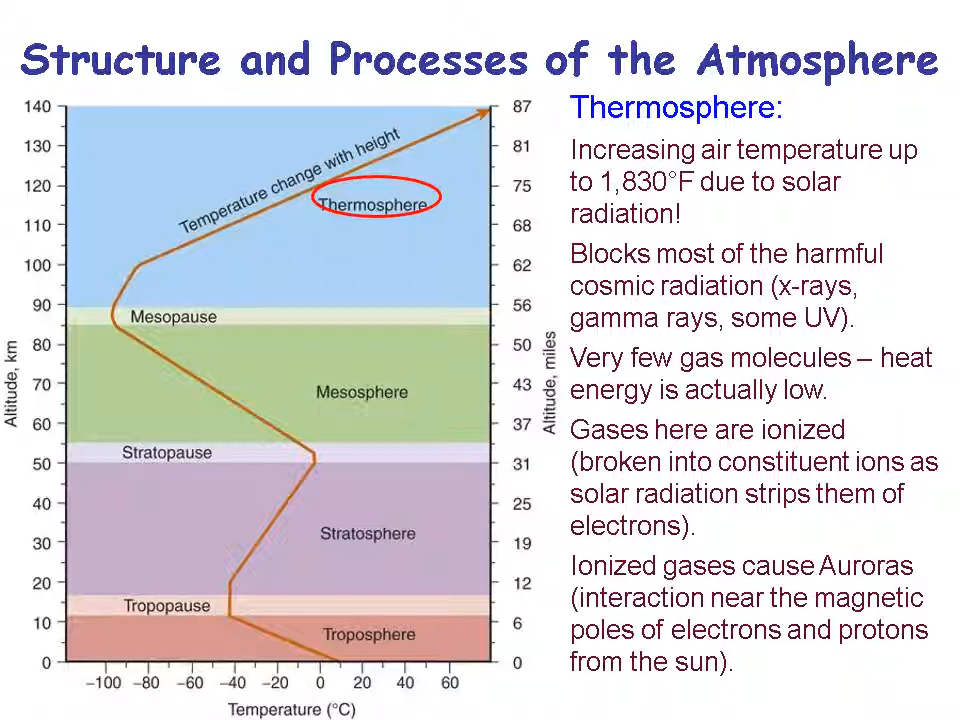 Structure and Processes of the Atmosphere
140
130
120
110
100
90
80
70
60
50
40
30
20
10
0
Altitude, km
87
81
75
68
62
56
50
43
37
31
25
19
12
6
0
Altitude, miles
Temperature change with height
Thermosphere
Mesopause
Mesosphere
Stratopause
Stratosphere
Tropopause
Troposphere
−100 −80 −60 −40 −20 0 20 40 60
Temperature (°C)
Thermosphere:
Increasing air temperature up
to 1,830°F due to solar
radiation!
Blocks most of the harmful
cosmic radiation (x-rays,
gamma rays, some UV).
Very few gas molecules – heat
energy is actually low.
Gases here are ionized
(broken into constituent ions as
solar radiation strips them of
electrons).
Ionized gases cause Auroras
(interaction near the magnetic
poles of electrons and protons
from the sun).